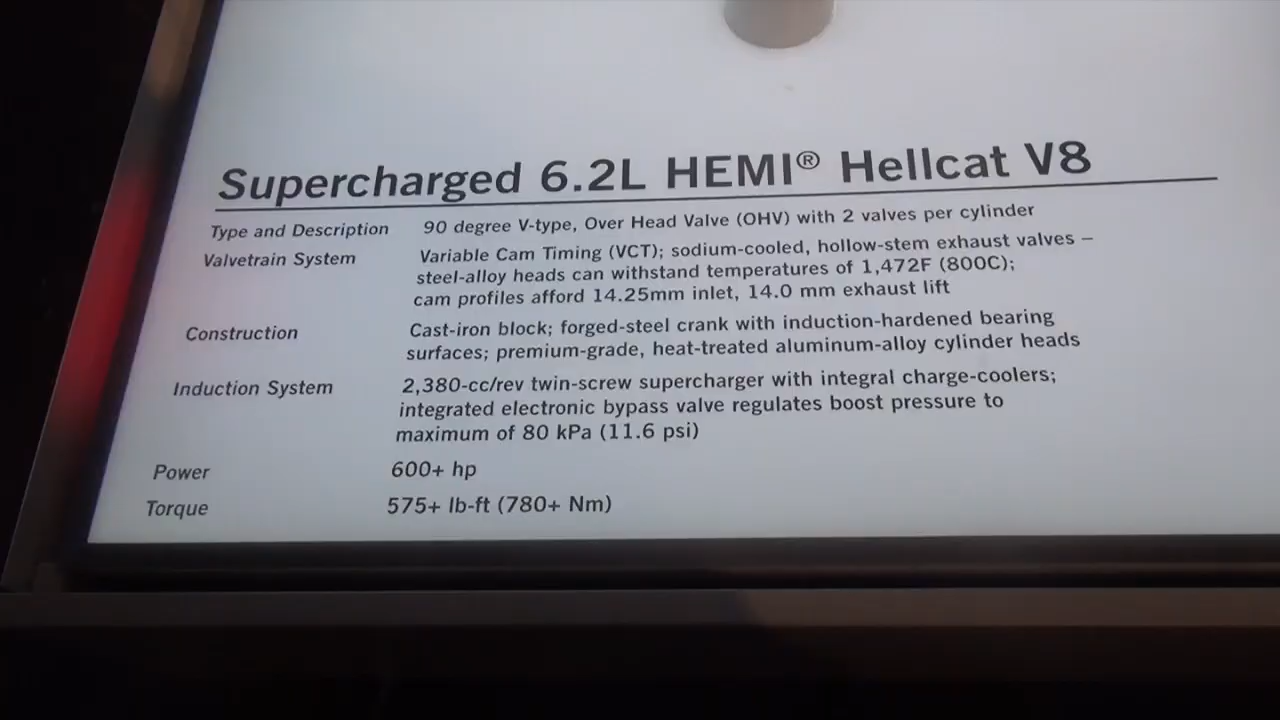 Supercharged 6.2L HEMI® Hellcat V8
Type and Description 90 degree V-type, Over Head Valve (OHV) with 2 valves per cylinder
Valvetrain System Variable Cam Timing (VCT); sodium-cooled, hollow-stem exhaust valves –
steel-alloy heads can withstand temperatures of 1,472F (800C);
cam profiles afford 14.25mm inlet, 14.0 mm exhaust lift
Construction Cast-iron block; forged-steel crank with induction-hardened bearing
surfaces; premium-grade, heat-treated aluminum-alloy cylinder heads
Induction System 2,380-cc/rev twin-screw supercharger with integral charge-coolers;
integrated electronic bypass valve regulates boost pressure to
maximum of 80 kPa (11.6 psi)
Power 600+ hp
Torque 575+ lb-ft (780+ Nm)